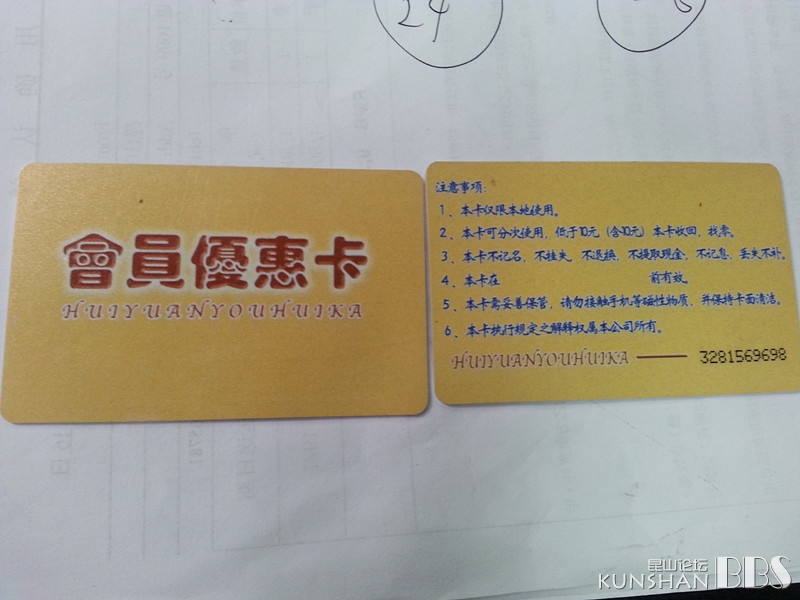 24
會員優惠卡
HUIYUANYOUHUIKA
注意事项:
1、本卡仅限本地使用。
2、本卡可分次使用，低于10元（含10元）本卡收回，找零。
3、本卡不记名，不挂失，不退换，不提取现金，不记息，丢失不补。
4、本卡在 前有效。
5、本卡需妥善保管，请勿接触手机等磁性物质，并保持卡面清洁。
6、本卡执行规定之解释权属本公司所有。
HUIYUANYOUHUIKA —— 3281569698
昆山论坛
KUNSHAN BBS